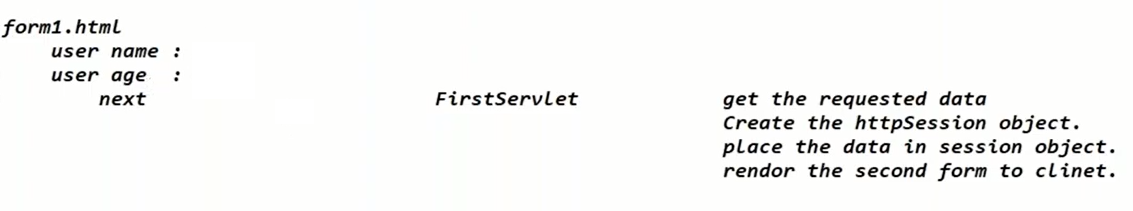 form1.html
user name :
user age  :
next FirstServlet get the requested data
Create the httpSession object.
place the data in session object.
rendor the second form to clinet.